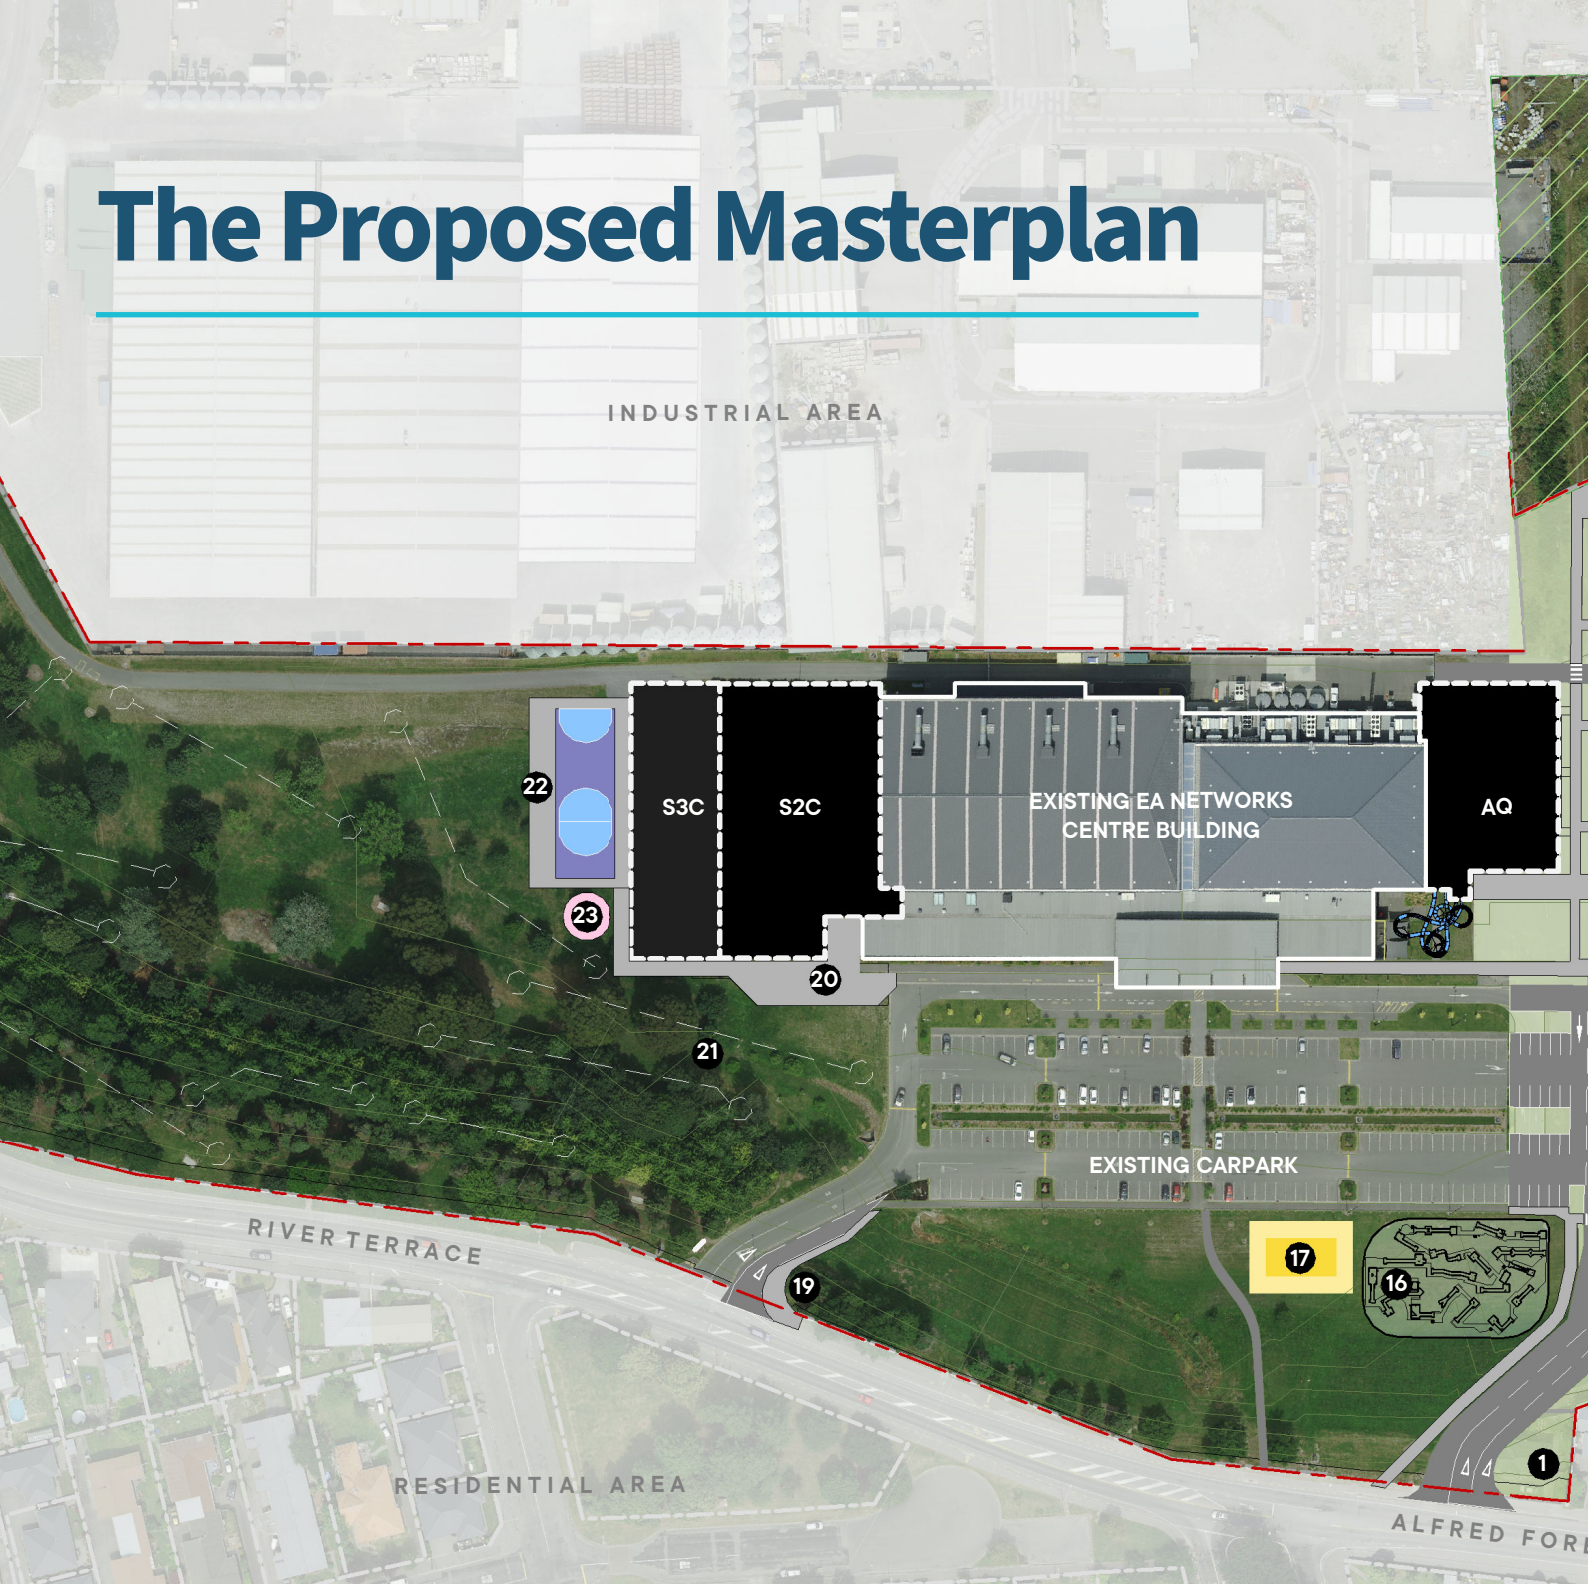 The Proposed Masterplan
INDUSTRIAL AREA
22
S3C
S2C
EXISTING EA NETWORKS
CENTRE BUILDING
AQ
23
20
21
EXISTING CARPARK
RIVER TERRACE
19
17
16
1
RESIDENTIAL AREA
ALFRED